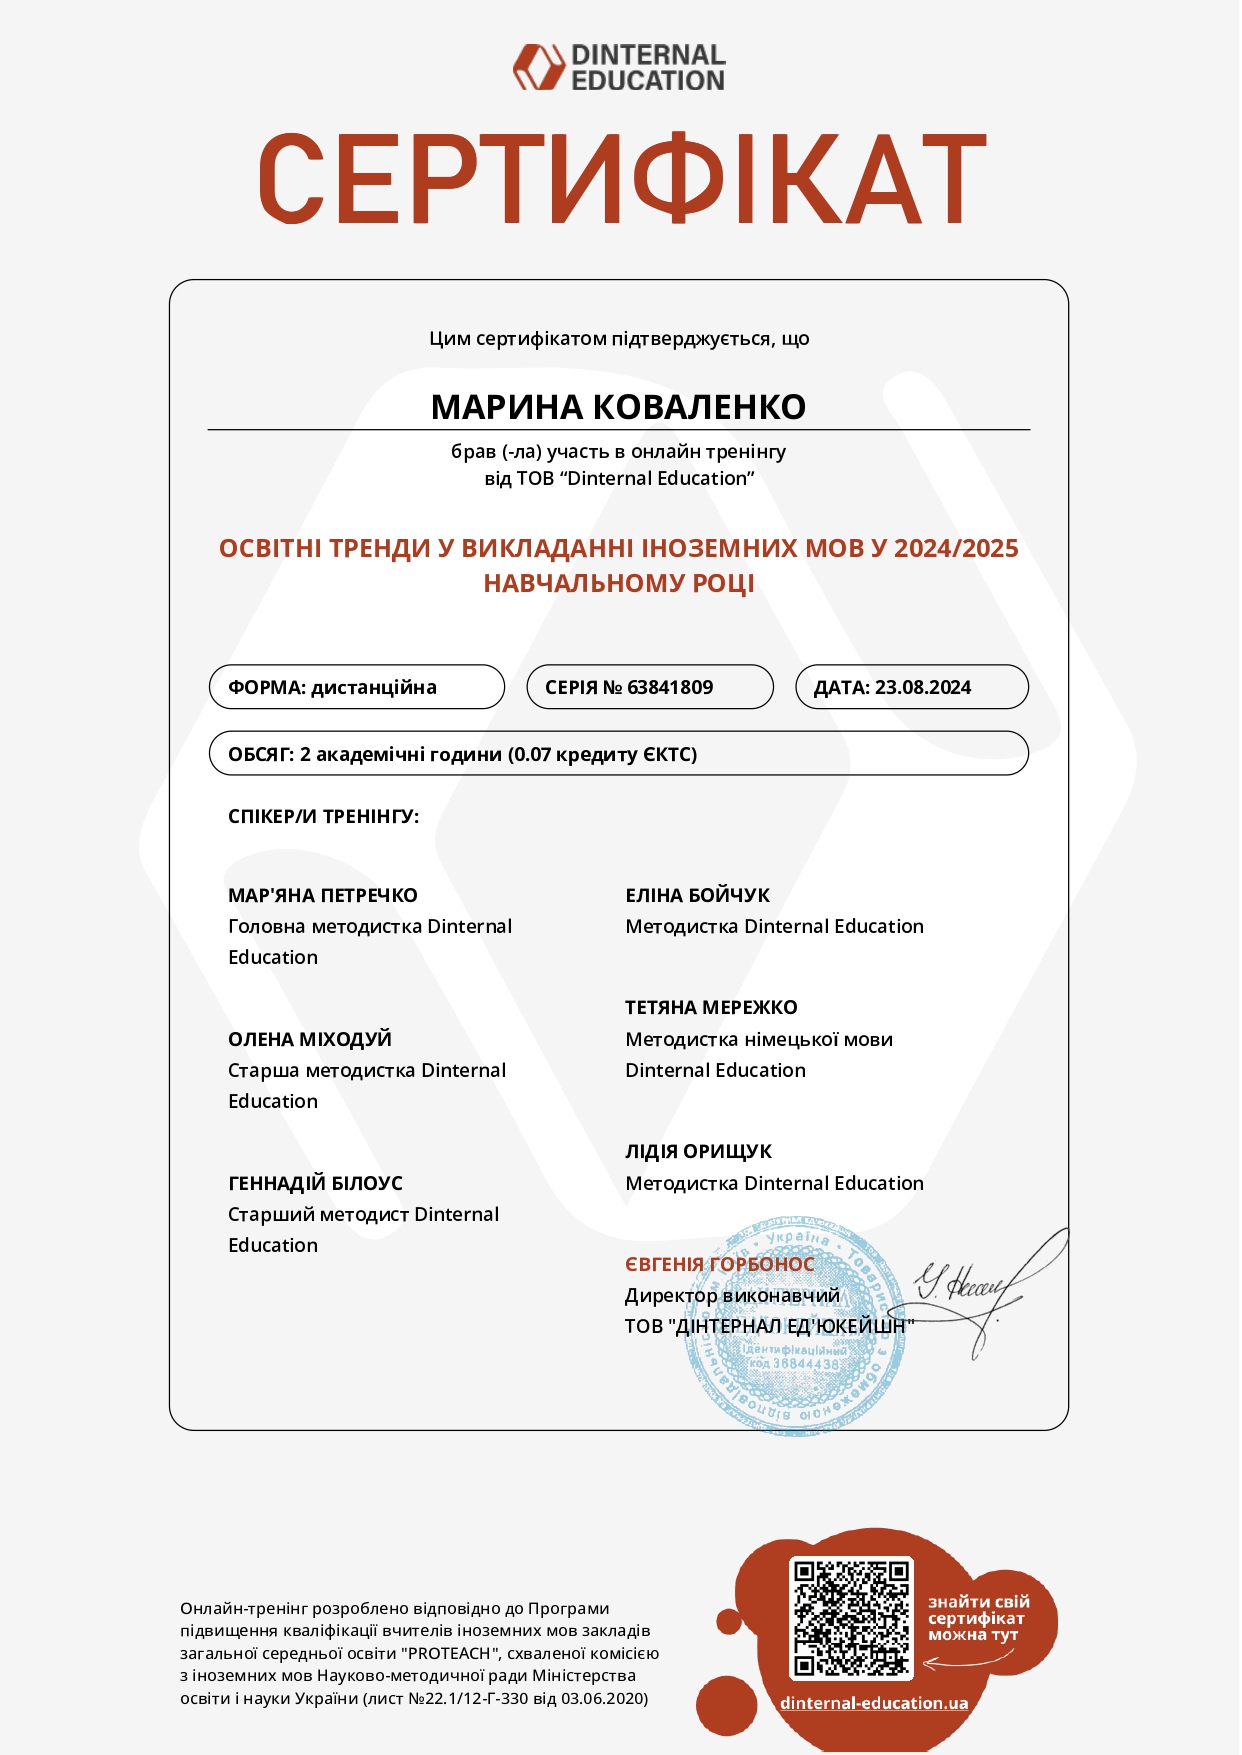 DINTERNAL
EDUCATION
СЕРТИФІКАТ
Цим сертифікатом підтверджується, що
МАРИНА КОВАЛЕНКО
брав (-ла) участь в онлайн тренінгу
від ТОВ “Dinternal Education”
ОСВІТНІ ТРЕНДИ У ВИКЛАДАННІ ІНОЗЕМНИХ МОВ У 2024/2025
НАВЧАЛЬНОМУ РОЦІ
ФОРМА: дистанційна
СЕРІЯ № 63841809
ДАТА: 23.08.2024
ОБСЯГ: 2 академічні години (0.07 кредиту ЄКТС)
СПІКЕР/И ТРЕНІНГУ:
МАР'ЯНА ПЕТРЕЧКО
Головна методистка Dinternal
Education
ОЛЕНА МІХОДУЙ
Старша методистка Dinternal
Education
ГЕННАДІЙ БІЛОУС
Старший методист Dinternal
Education
ЕЛІНА БОЙЧУК
Методистка Dinternal Education
ТЕТЯНА МЕРЕЖКО
Методистка німецької мови
Dinternal Education
ЛІДІЯ ОРИЩУК
Методистка Dinternal Education
ЄВГЕНІЯ ГОРБОНОС
Директор виконавчий
ТОВ "ДІНТЕРНАЛ ЕД'ЮКЕЙШН"
Україна
Ідентифікаційний
код 36844438
Онлайн-тренінг розроблено відповідно до Програми
підвищення кваліфікації вчителів іноземних мов закладів
загальної середньої освіти "PROTEACH", схваленої комісією
з іноземних мов Науково-методичної ради Міністерства
освіти і науки України (лист №22.1/12-Г-330 від 03.06.2020)
знайти свій
сертифікат
можна тут
dinternal-education.ua